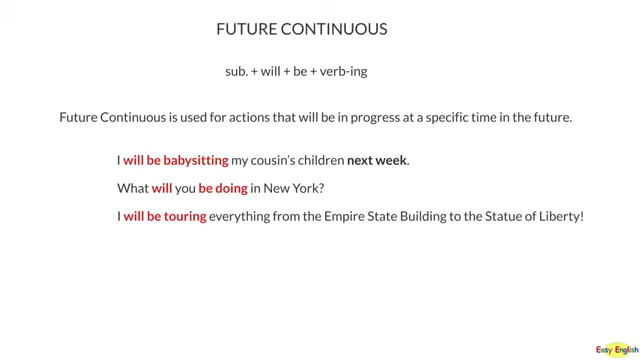 FUTURE CONTINUOUS
sub. + will + be + verb-ing
Future Continuous is used for actions that will be in progress at a specific time in the future.
I will be babysitting my cousin's children next week.
What will you be doing in New York?
I will be touring everything from the Empire State Building to the Statue of Liberty!
Easy English